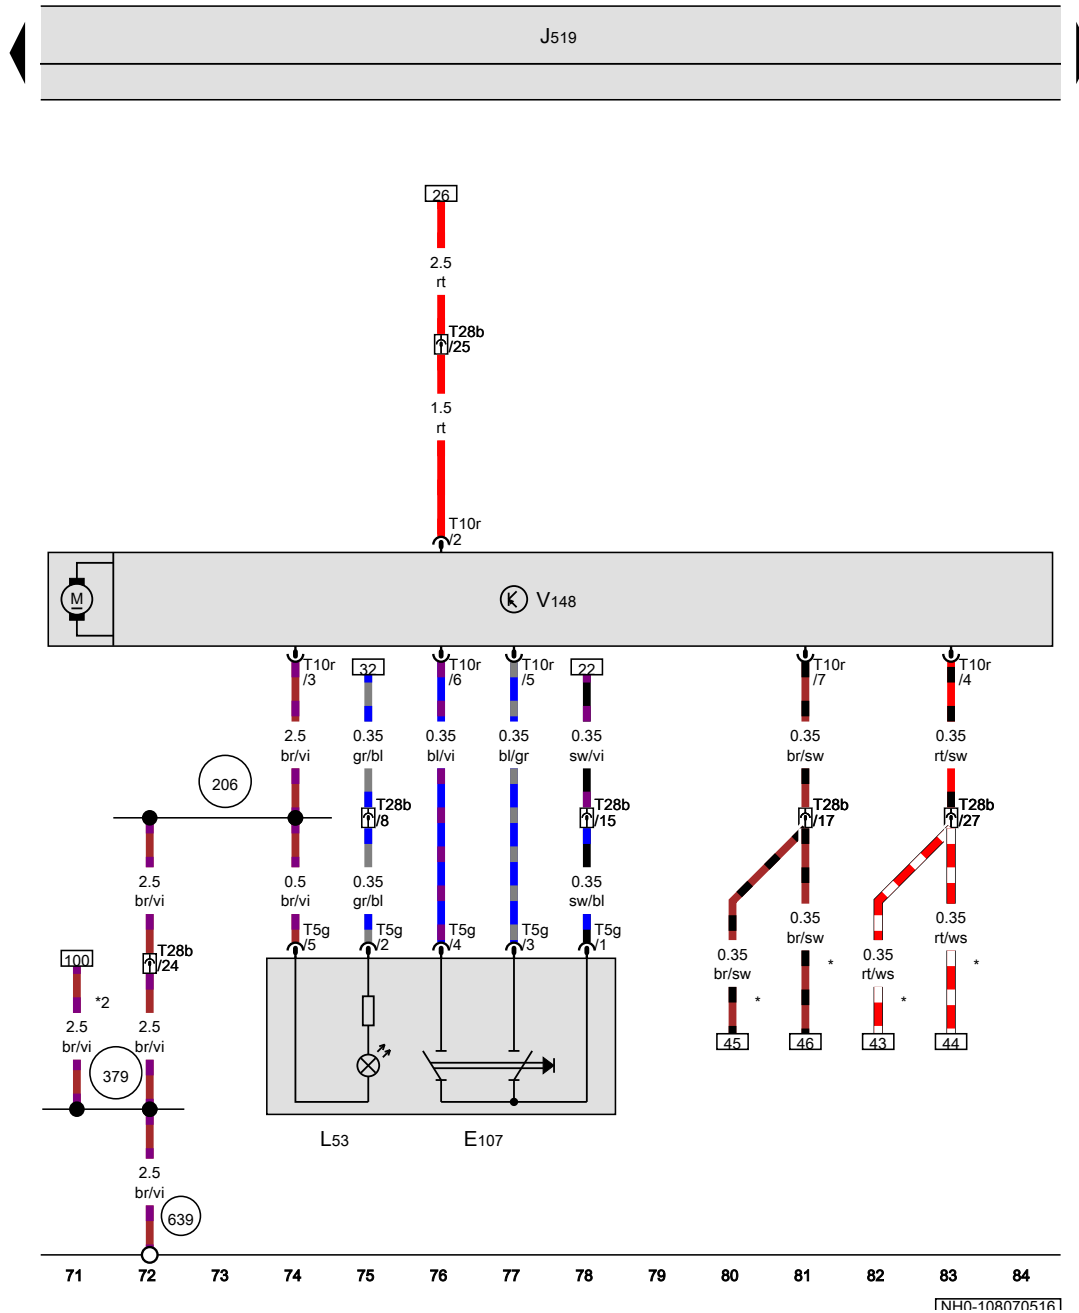 J519
26
2.5
rt
T28b
/25
1.5
rt
T10r
/2
M
V148
T10r
/3
32
T10r
/6
T10r
/5
22
T10r
/7
T10r
/4
2.5
br/vi
0.35
gr/bl
0.35
bl/vi
0.35
bl/gr
0.35
sw/vi
0.35
br/sw
0.35
rt/sw
206
T28b
/8
T28b
/15
T28b
/17
T28b
/27
2.5
br/vi
0.5
br/vi
0.35
gr/bl
0.35
sw/bl
0.35
br/sw
*
0.35
rt/ws
*
T5g
/5
T5g
/2
T5g
/4
T5g
/3
T5g
/1
100
T28b
/24
0.35
br/sw
*
0.35
rt/ws
*
*2
2.5
br/vi
2.5
br/vi
45
46
43
44
379
L53
E107
2.5
br/vi
639
71 72 73 74 75 76 77 78 79 80 81 82 83 84
NH0-108070516